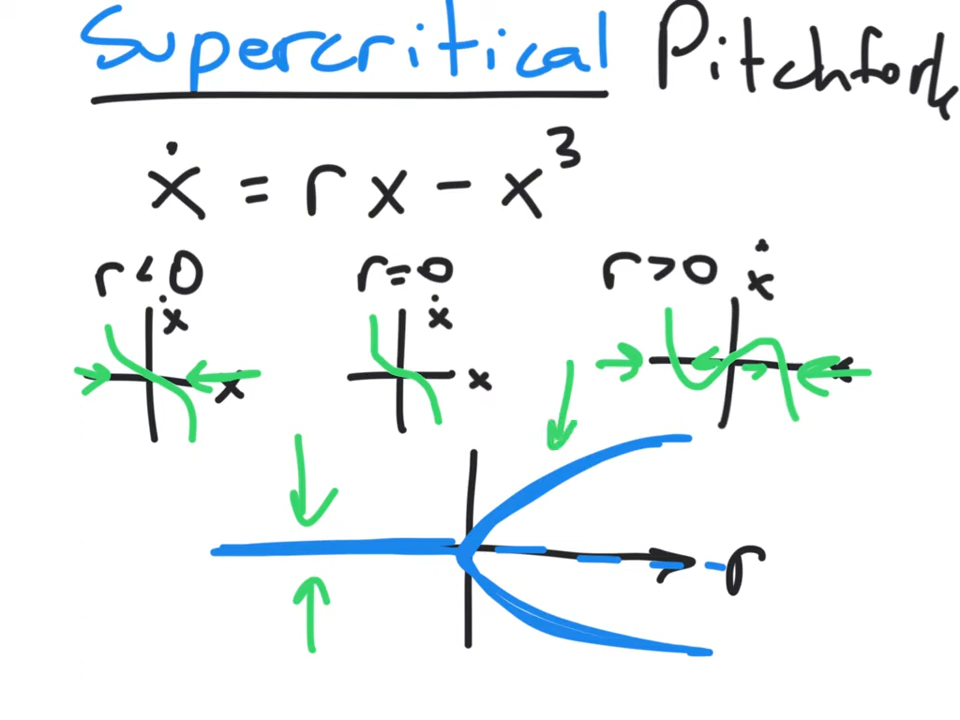 Supercritical Pitchfork
ẋ = rx - x³
r<0 r=0 r>0 ẋ
ẋ ẋ
x x x
r